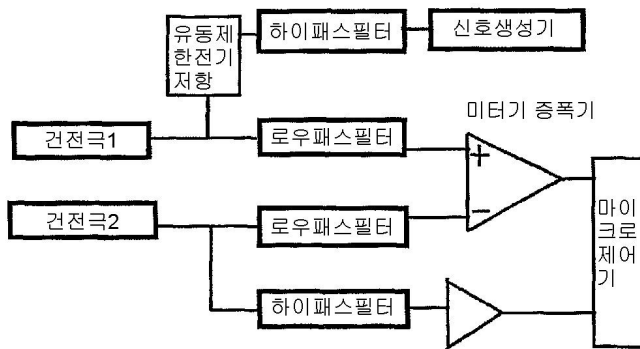 유동제
한전기
저항
하이패스필터
신호생성기
미터기 증폭기
건전극1
로우패스필터
+
건전극2
로우패스필터
−
마이
크로
제어
기
하이패스필터